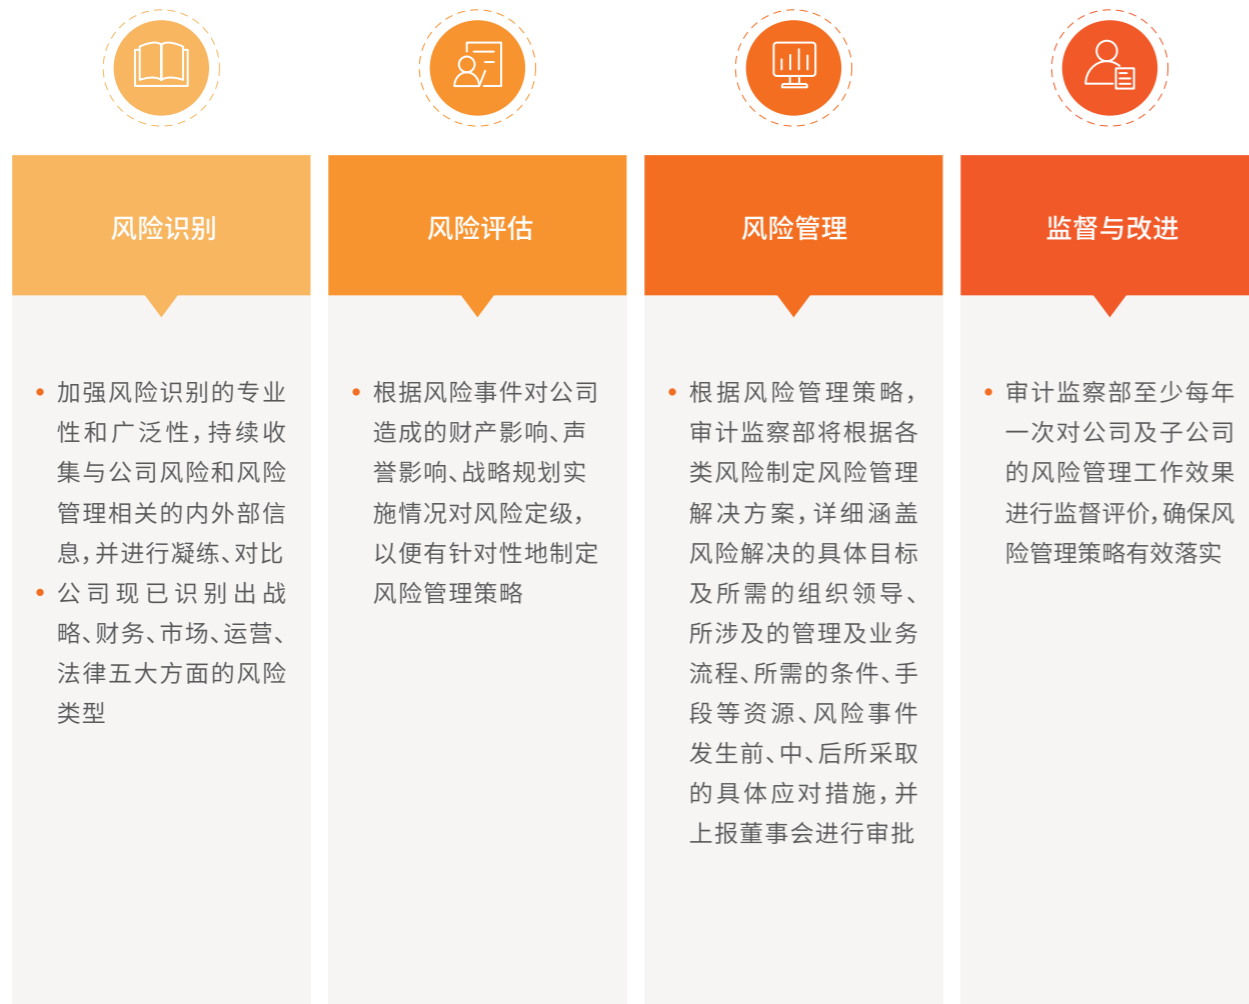 风险识别
加强风险识别的专业
性和广泛性，持续收
集与公司风险和风险
管理相关的内外部信
息，并进行凝练、对比
公司现已识别出战
略、财务、市场、运营、
法律五大方面的风险
类型
风险评估
根据风险事件对公司
造成的财产影响、声
誉影响、战略规划实
施情况对风险定级，
以便有针对性地制定
风险管理策略
风险管理
根据风险管理策略，
审计监察部将根据各
类风险制定风险管理
解决方案，详细涵盖
风险解决的具体目标
及所需的组织领导、
所涉及的管理及业务
流程、所需的条件、手
段等资源、风险事件
发生前、中、后所采取
的具体应对措施，并
上报董事会进行审批
监督与改进
审计监察部至少每年
一次对公司及子公司
的风险管理工作效果
进行监督评价，确保风
险管理策略有效落实